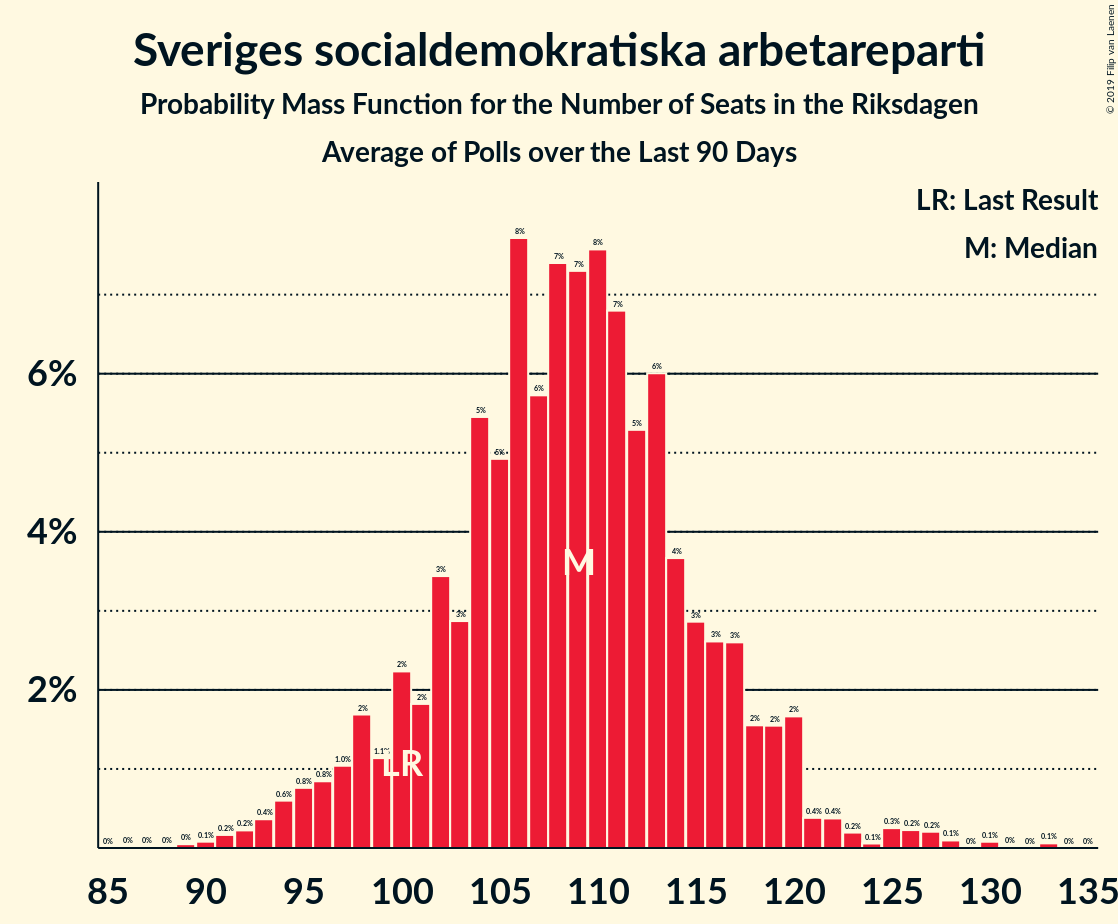 Sveriges socialdemokratiska arbetareparti
Probability Mass Function for the Number of Seats in the Riksdagen
Average of Polls over the Last 90 Days
© 2019 Filip van Laenen
LR: Last Result
M: Median
6%
4%
2%
0% 0% 0% 0% 0% 0.1% 0.2% 0.2% 0.4% 0.6% 0.8% 0.8% 1.0% 2% 1.1% 2% 2% 3% 3% 5% 5% 8% 6% 7% 7% 8% 7% 5% 6% 4% 3% 3% 3% 2% 2% 2% 0.4% 0.4% 0.2% 0.1% 0.3% 0.2% 0.2% 0.1% 0% 0.1% 0% 0% 0.1% 0% 0%
M
LR
85 90 95 100 105 110 115 120 125 130 135